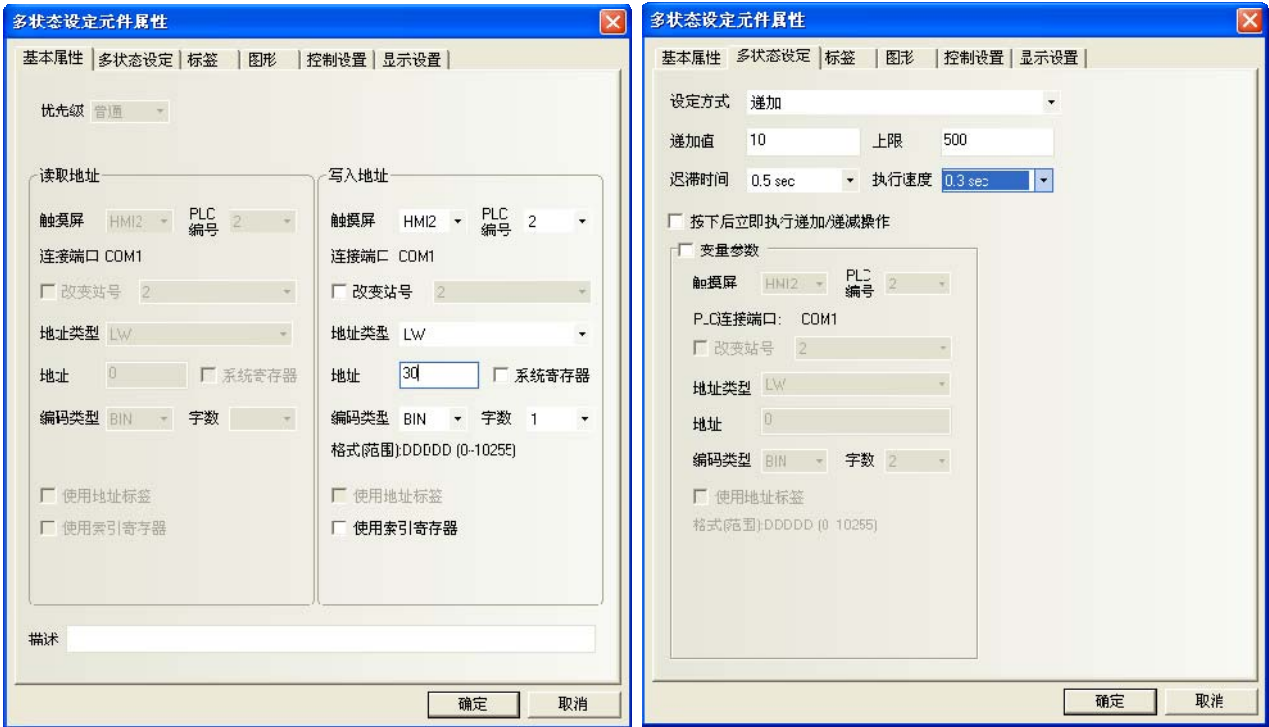 多状态设定元件属性
基本属性 多状态设定 标签 图形 控制设置 显示设置
优先级 普通
读取地址
触摸屏 HMI2 PLC编号 2
连接端口 COM1
改变站号 2
地址类型 LW
地址 0 系统寄存器
编码类型 BIN 字数
使用地址标签
使用索引寄存器
写入地址
触摸屏 HMI2 PLC编号 2
连接端口 COM1
改变站号 2
地址类型 LW
地址 30 系统寄存器
编码类型 BIN 字数 1
格式(范围):DDDDD (0~10255)
使用地址标签
使用索引寄存器
描述
确定 取消
多状态设定元件属性
基本属性 多状态设定 标签 图形 控制设置 显示设置
设定方式 递加
递加值 10 上限 500
迟滞时间 0.5 sec 执行速度 0.3 sec
按下后立即执行递加/递减操作
变量参数
触摸屏 HMI2 PLC编号 2
PLC连接端口: COM1
改变站号 2
地址类型 LW
地址 0
编码类型 BIN 字数 2
使用地址标签
格式(范围):DDDDD (0~10255)
确定 取消